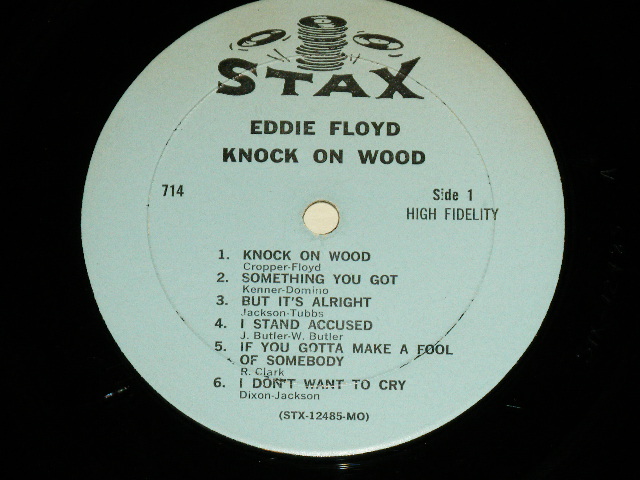 STAX
EDDIE FLOYD
KNOCK ON WOOD
714
Side 1
HIGH FIDELITY
1. KNOCK ON WOOD
Cropper-Floyd
2. SOMETHING YOU GOT
Kenner-Domino
3. BUT IT'S ALRIGHT
Jackson-Tubbs
4. I STAND ACCUSED
J. Butler-W. Butler
5. IF YOU GOTTA MAKE A FOOL
OF SOMEBODY
R. Clark
6. I DON'T WANT TO CRY
Dixon-Jackson
(STX-12485-MO)